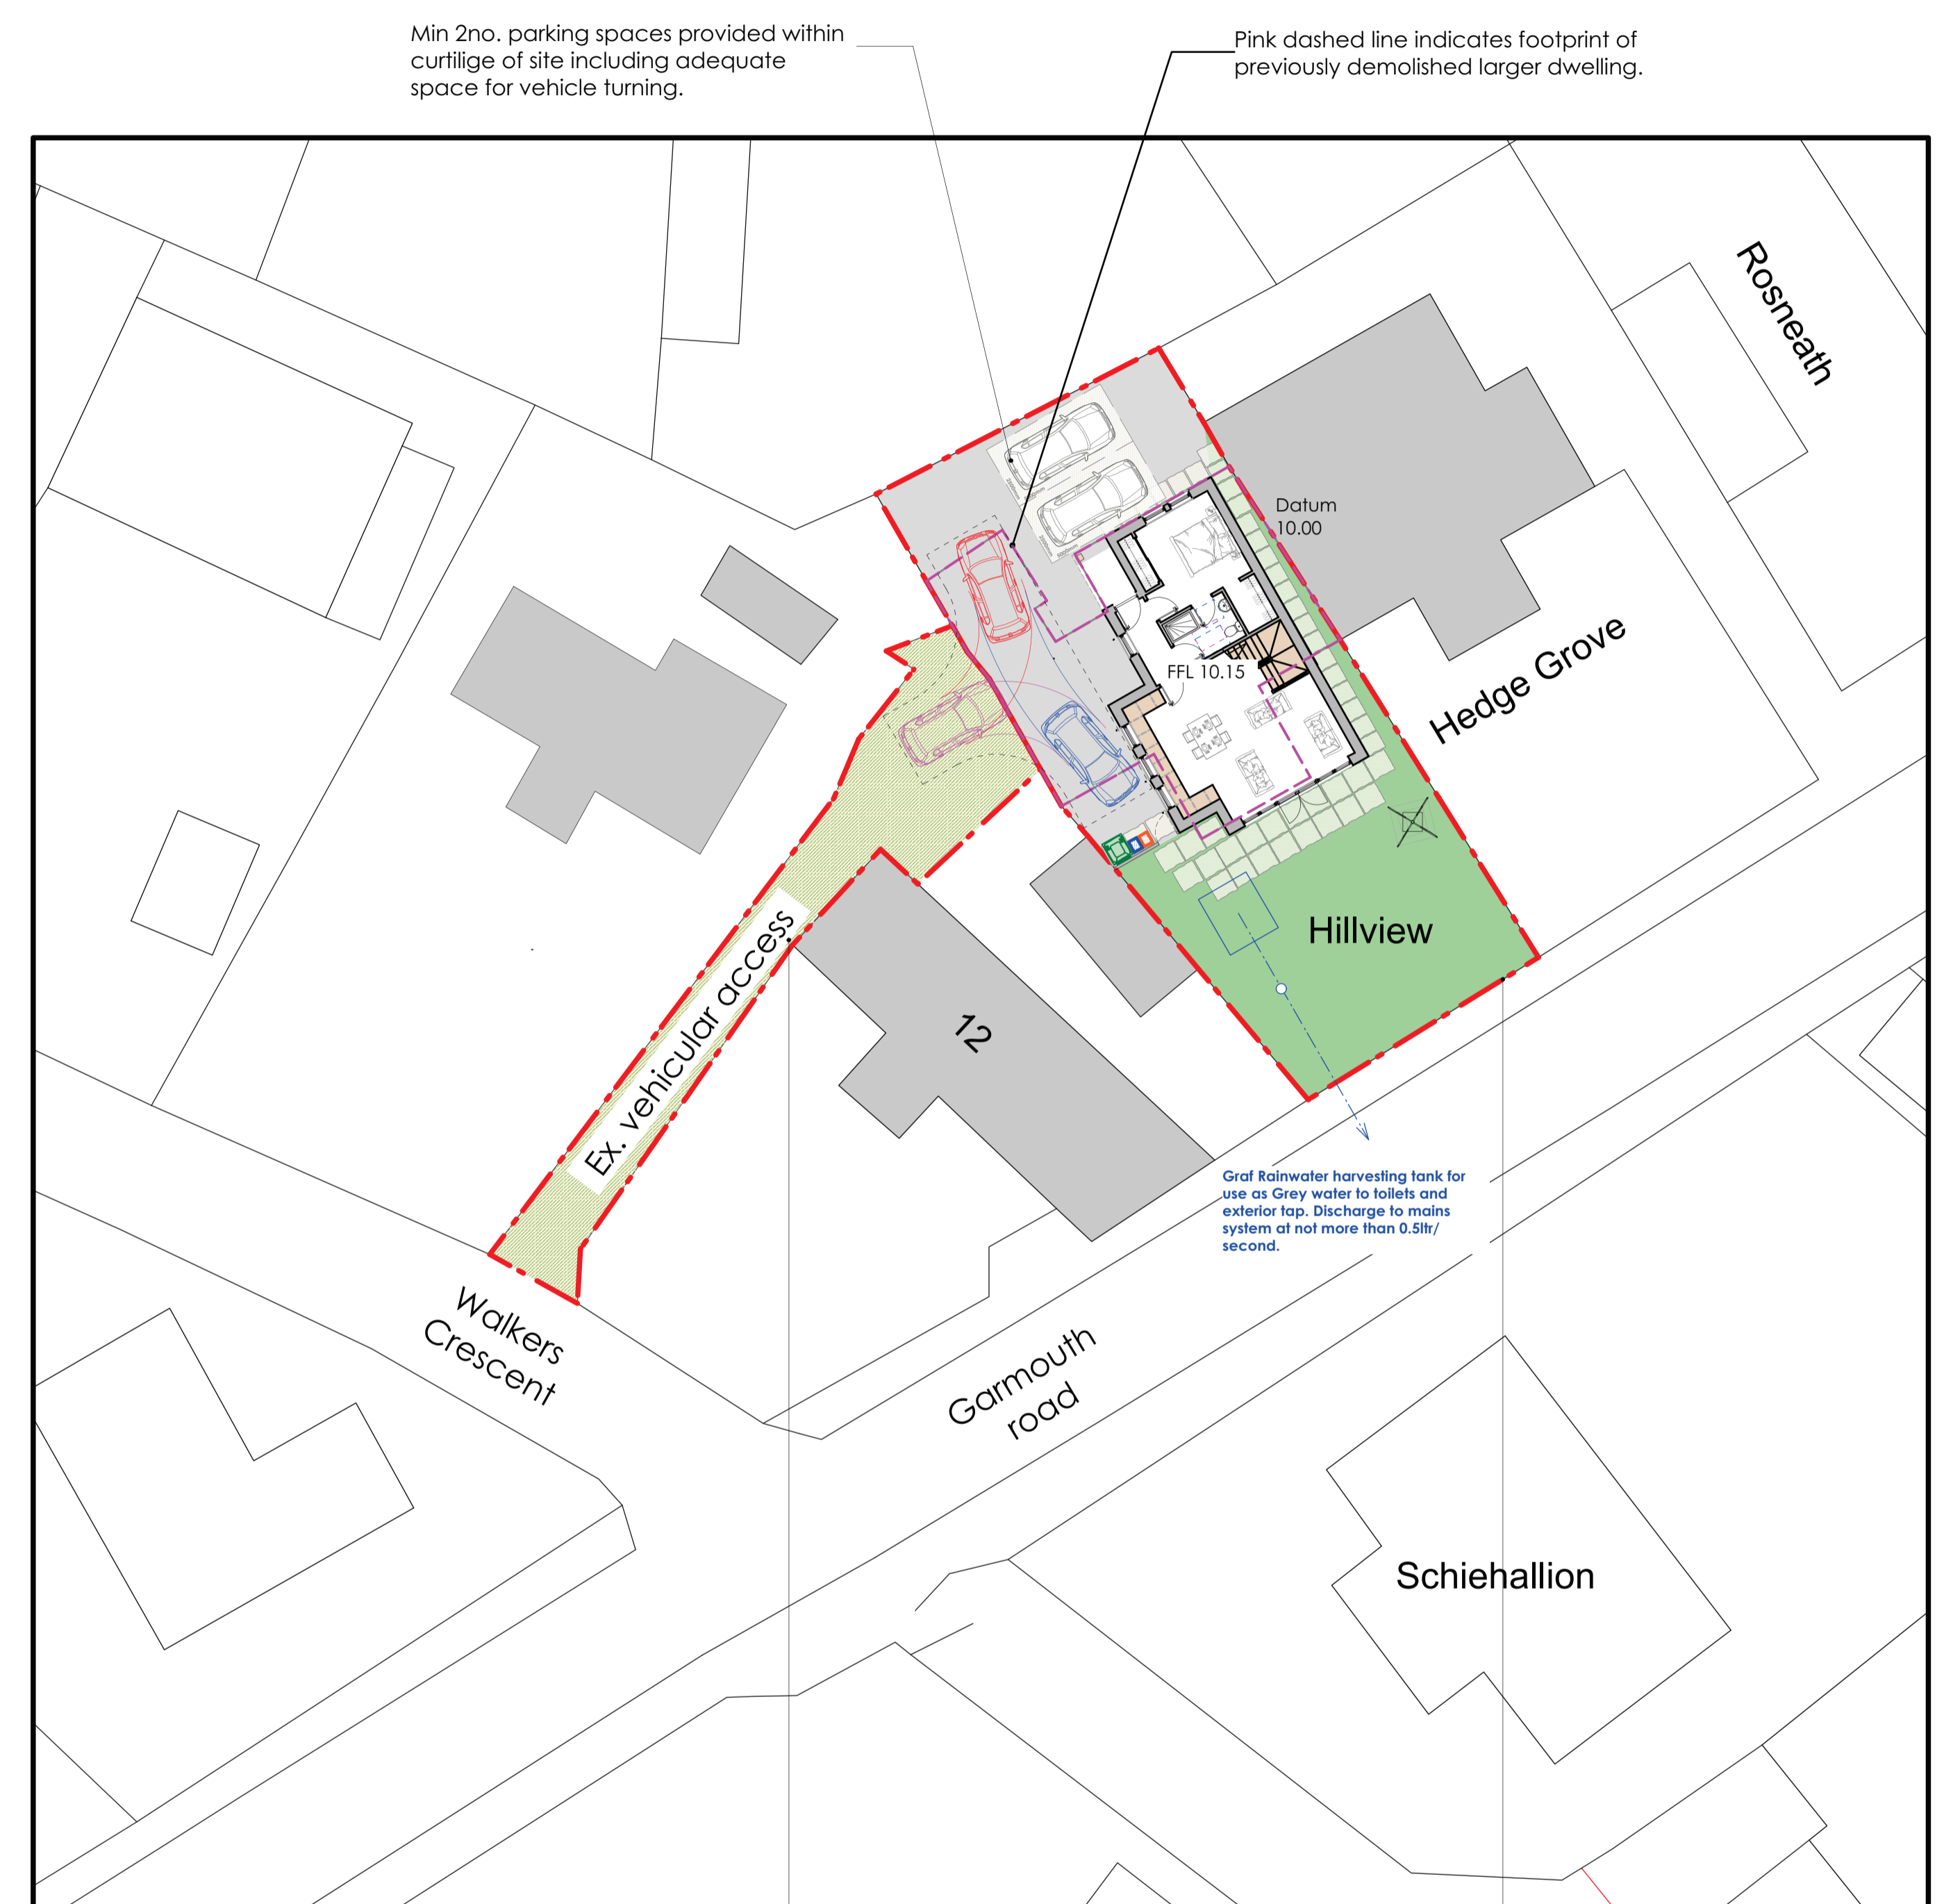 Min 2no. parking spaces provided within
curtilige of site including adequate
space for vehicle turning.
Pink dashed line indicates footprint of
previously demolished larger dwelling.
Rosneath
Datum
10.00
Hedge Grove
FFL 10.15
Hillview
Ex. vehicular access
12
Graf Rainwater harvesting tank for
use as Grey water to toilets and
exterior tap. Discharge to mains
system at not more than 0.5ltr/
second.
Walkers
Crescent
Garmouth
road
Schiehallion